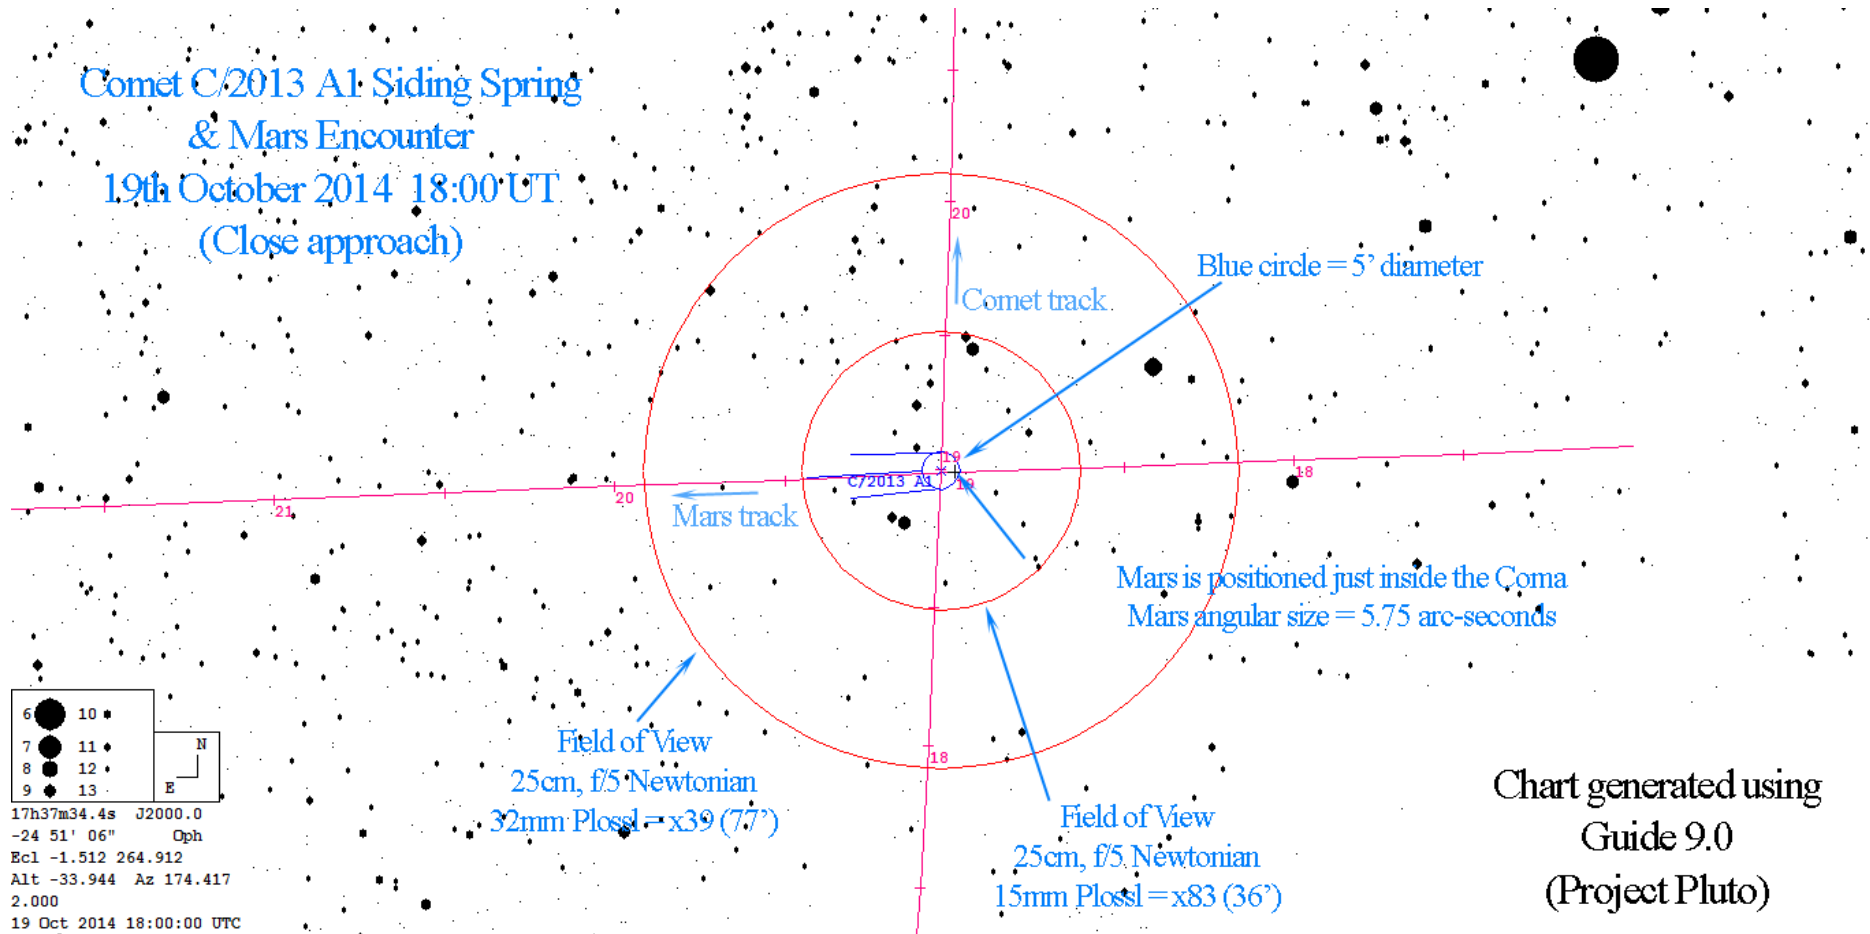 Comet C/2013 A1 Siding Spring
& Mars Encounter
19th October 2014 18:00 UT
(Close approach)
20
Blue circle = 5' diameter
Comet track
19
C/2013 A1
19
18
20
21
Mars track
Mars is positioned just inside the Coma
Mars angular size = 5.75 arc-seconds
18
Field of View
25cm, f/5 Newtonian
32mm Plossl = x39 (77')
Field of View
25cm, f/5 Newtonian
15mm Plossl = x83 (36')
Chart generated using
Guide 9.0
(Project Pluto)
6 10
7 11
8 12
9 13
N
E
17h37m34.4s J2000.0
-24 51' 06" Oph
Ecl -1.512 264.912
Alt -33.944 Az 174.417
2.000
19 Oct 2014 18:00:00 UTC